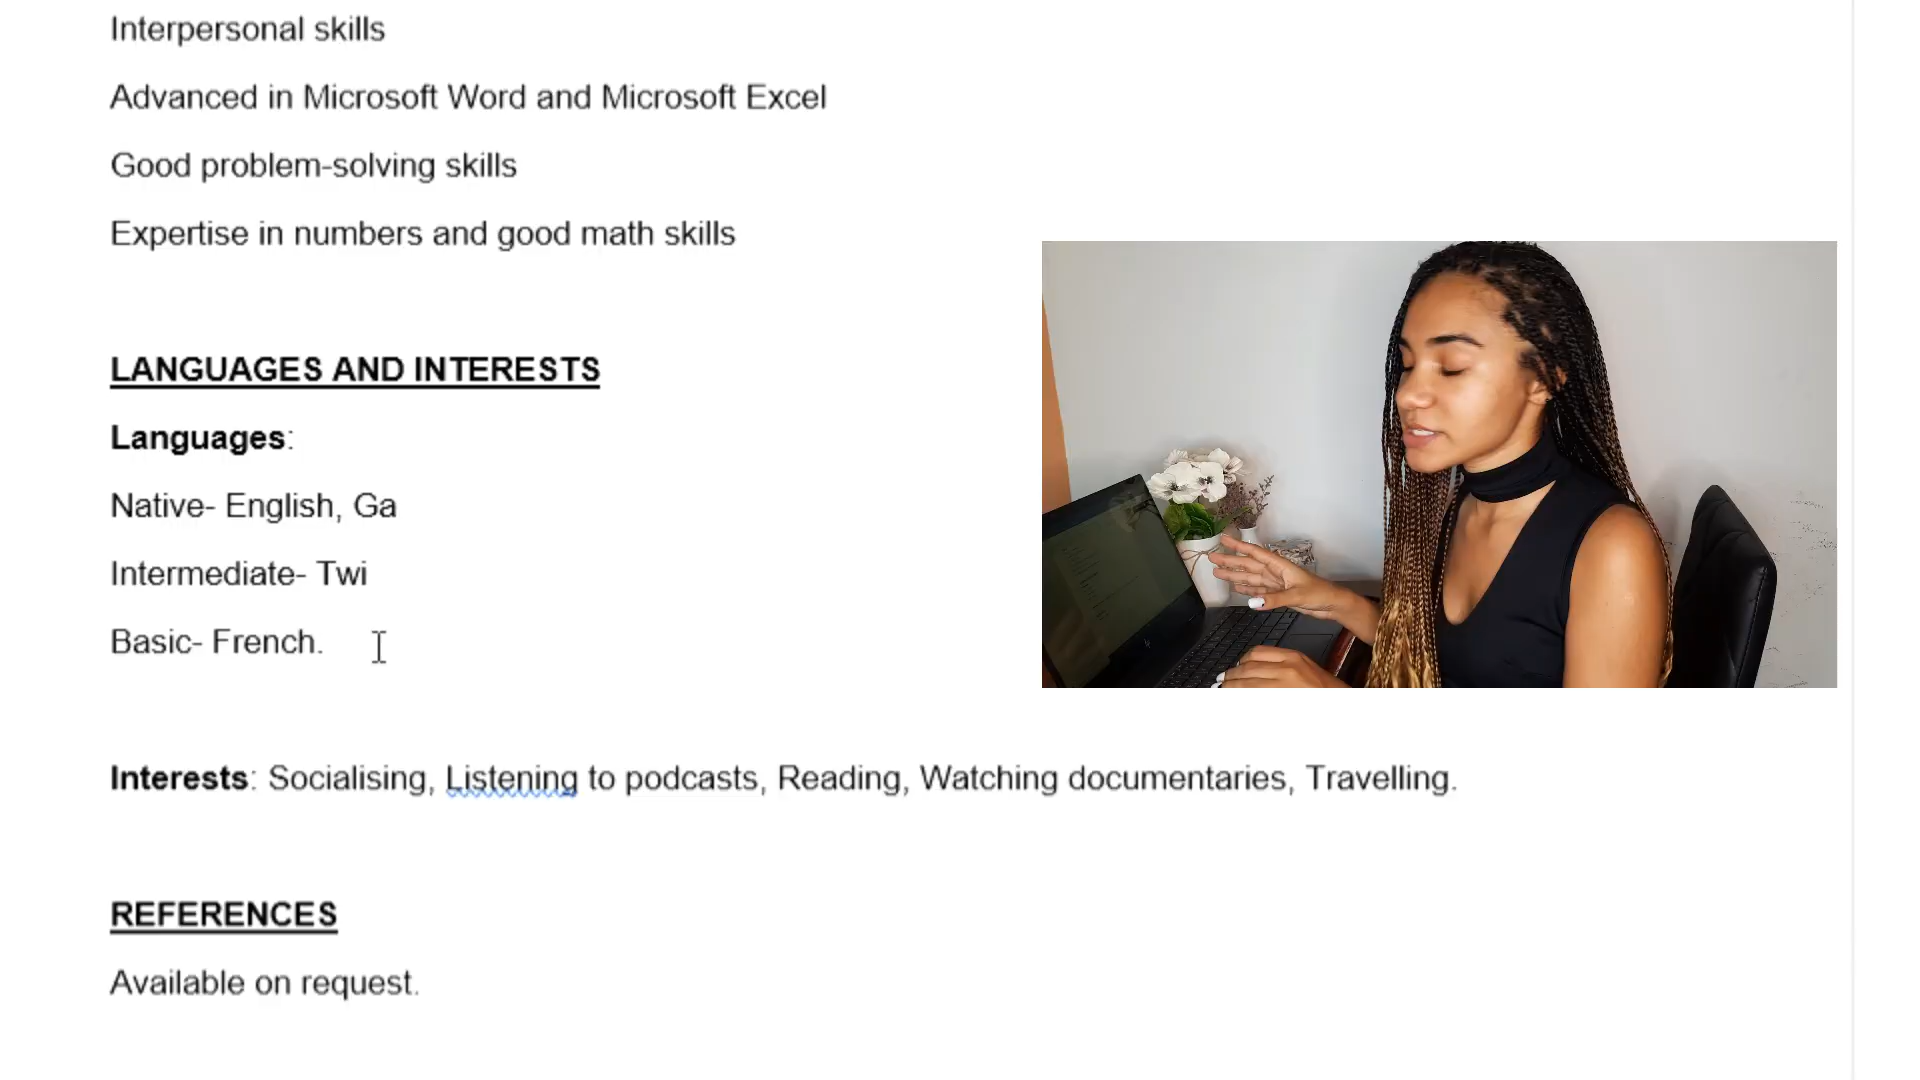 Interpersonal skills
Advanced in Microsoft Word and Microsoft Excel
Good problem-solving skills
Expertise in numbers and good math skills
LANGUAGES AND INTERESTS
Languages:
Native- English, Ga
Intermediate- Twi
Basic- French.
Interests: Socialising, Listening to podcasts, Reading, Watching documentaries, Travelling.
REFERENCES
Available on request.